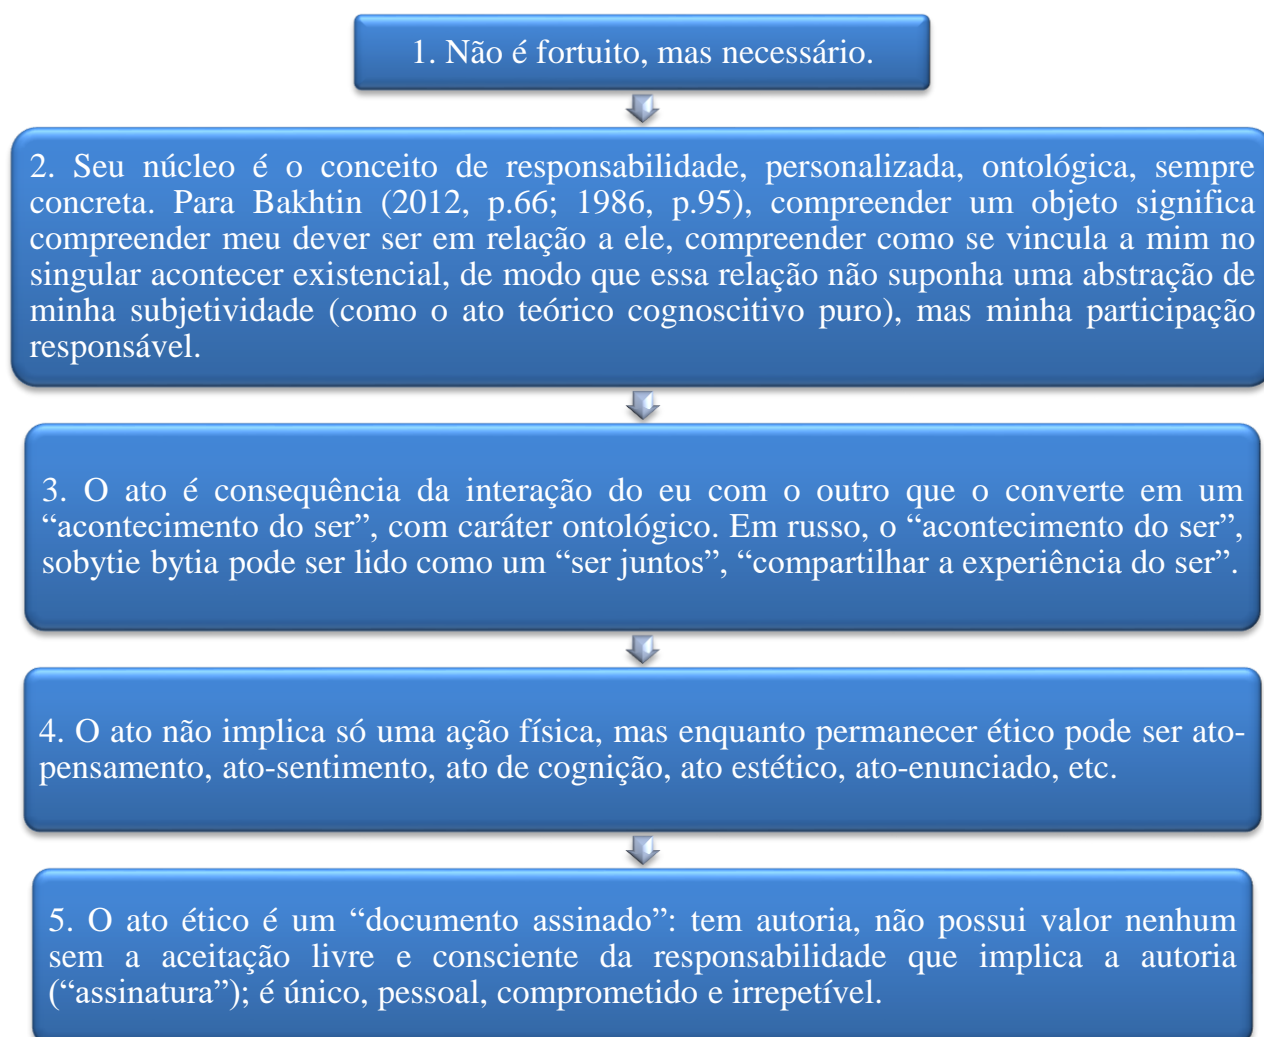 1. Não é fortuito, mas necessário.
2. Seu núcleo é o conceito de responsabilidade, personalizada, ontológica, sempre
concreta. Para Bakhtin (2012, p.66; 1986, p.95), compreender um objeto significa
compreender meu dever ser em relação a ele, compreender como se vincula a mim no
singular acontecer existencial, de modo que essa relação não suponha uma abstração de
minha subjetividade (como o ato teórico cognoscitivo puro), mas minha participação
responsável.
3. O ato é consequência da interação do eu com o outro que o converte em um
“acontecimento do ser”, com caráter ontológico. Em russo, o “acontecimento do ser”,
sobytie bytia pode ser lido como um “ser juntos”, “compartilhar a experiência do ser”.
4. O ato não implica só uma ação física, mas enquanto permanecer ético pode ser ato-
pensamento, ato-sentimento, ato de cognição, ato estético, ato-enunciado, etc.
5. O ato ético é um “documento assinado”: tem autoria, não possui valor nenhum
sem a aceitação livre e consciente da responsabilidade que implica a autoria
(“assinatura”); é único, pessoal, comprometido e irrepetível.